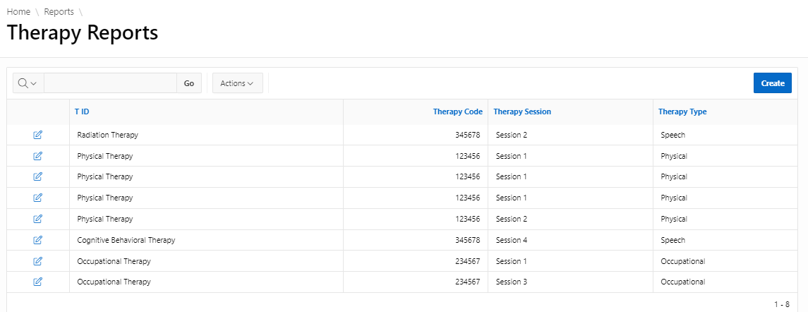 Home \ Reports \
Therapy Reports
Go Actions Create
T ID Therapy Code Therapy Session Therapy Type
Radiation Therapy 345678 Session 2 Speech
Physical Therapy 123456 Session 1 Physical
Physical Therapy 123456 Session 1 Physical
Physical Therapy 123456 Session 1 Physical
Physical Therapy 123456 Session 2 Physical
Cognitive Behavioral Therapy 345678 Session 4 Speech
Occupational Therapy 234567 Session 1 Occupational
Occupational Therapy 234567 Session 3 Occupational
1 - 8